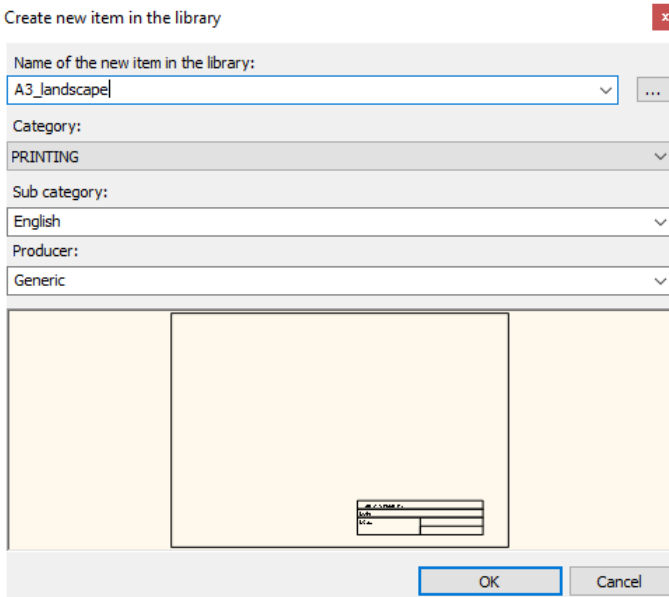 Create new item in the library
x
Name of the new item in the library:
A3_landscape
...
Category:
PRINTING
Sub category:
English
Producer:
Generic
OK
Cancel